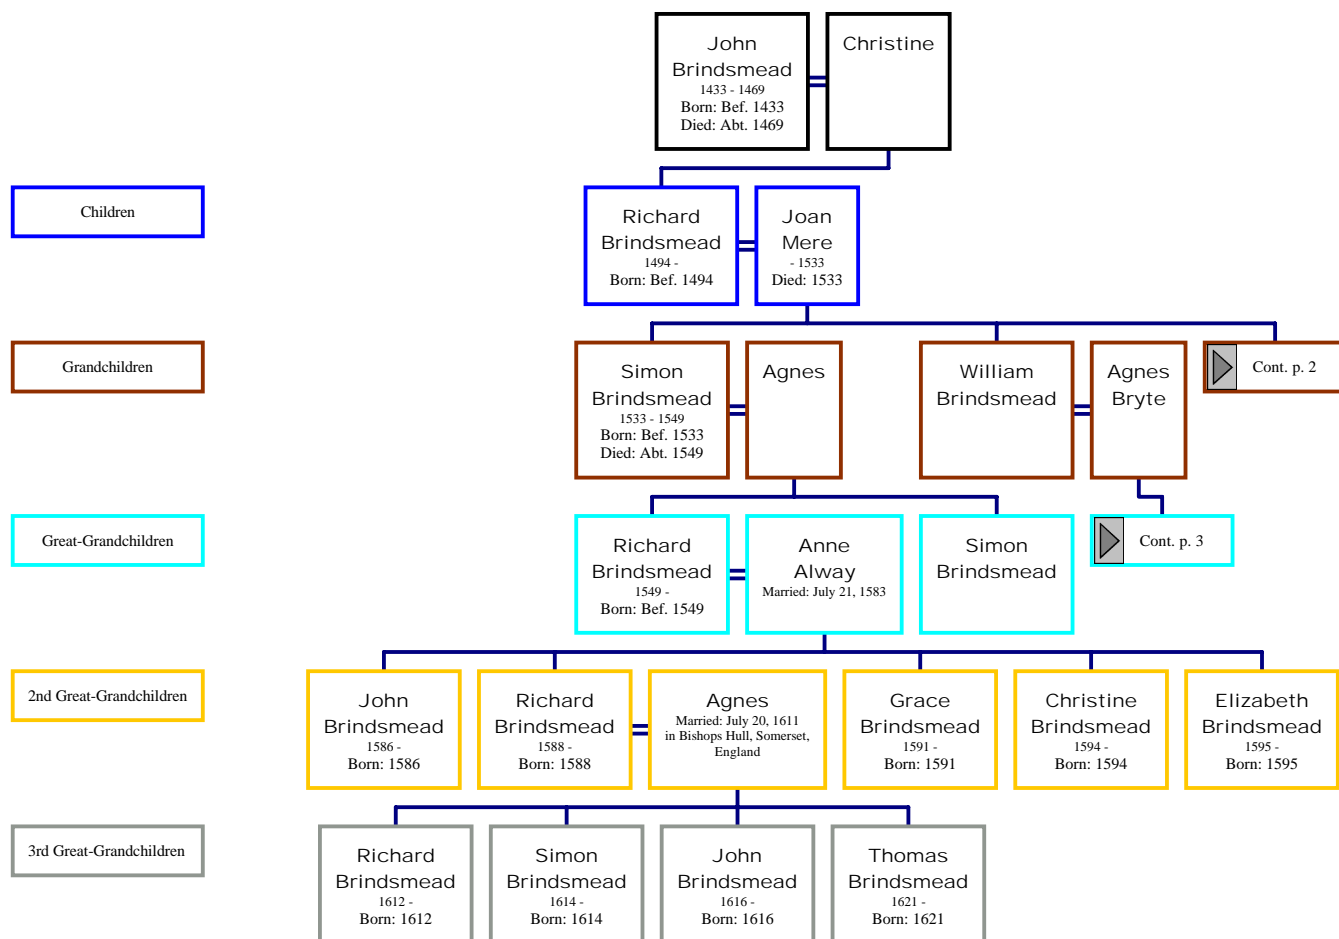 John
Brindsmead
1433 - 1469
Born: Bef. 1433
Died: Abt. 1469
Christine
Children
Richard
Brindsmead
1494 -
Born: Bef. 1494
Joan
Mere
- 1533
Died: 1533
Grandchildren
Simon
Brindsmead
1533 - 1549
Born: Bef. 1533
Died: Abt. 1549
Agnes
William
Brindsmead
Agnes
Bryte
Cont. p. 2
Great-Grandchildren
Richard
Brindsmead
1549 -
Born: Bef. 1549
Anne
Alway
Married: July 21, 1583
Simon
Brindsmead
Cont. p. 3
2nd Great-Grandchildren
John
Brindsmead
1586 -
Born: 1586
Richard
Brindsmead
1588 -
Born: 1588
Agnes
Married: July 20, 1611
in Bishops Hull, Somerset,
England
Grace
Brindsmead
1591 -
Born: 1591
Christine
Brindsmead
1594 -
Born: 1594
Elizabeth
Brindsmead
1595 -
Born: 1595
3rd Great-Grandchildren
Richard
Brindsmead
1612 -
Born: 1612
Simon
Brindsmead
1614 -
Born: 1614
John
Brindsmead
1616 -
Born: 1616
Thomas
Brindsmead
1621 -
Born: 1621